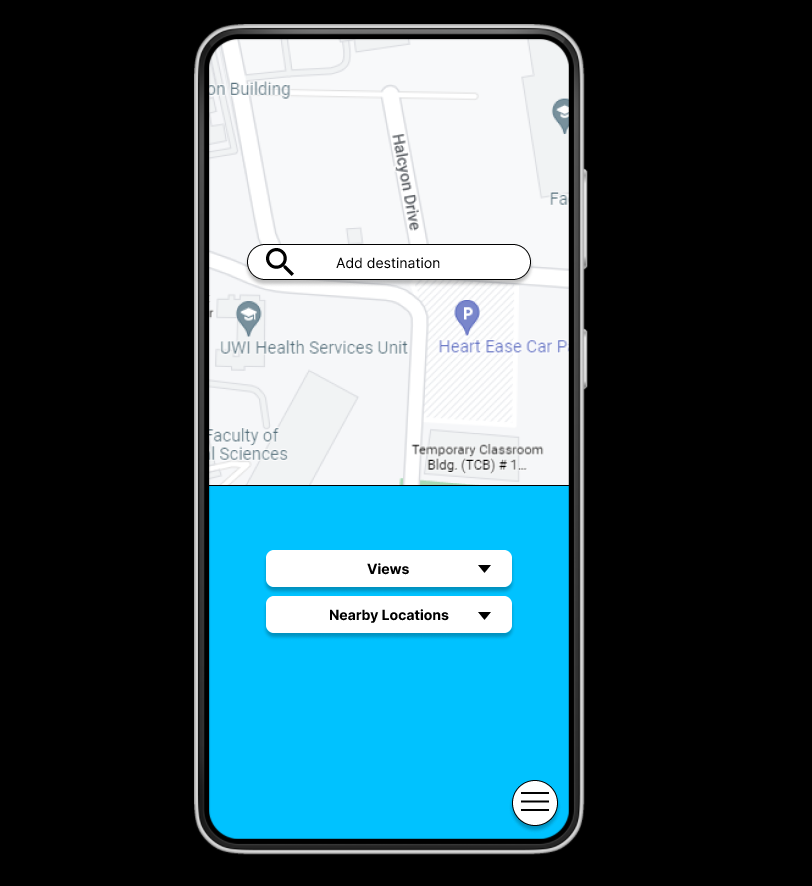 on Building
Halcyon Drive
Fa
Add destination
r
P
UWI Health Services Unit
Heart Ease Car P
Faculty of
l Sciences
Temporary Classroom
Bldg. (TCB) # 1...
Views
Nearby Locations